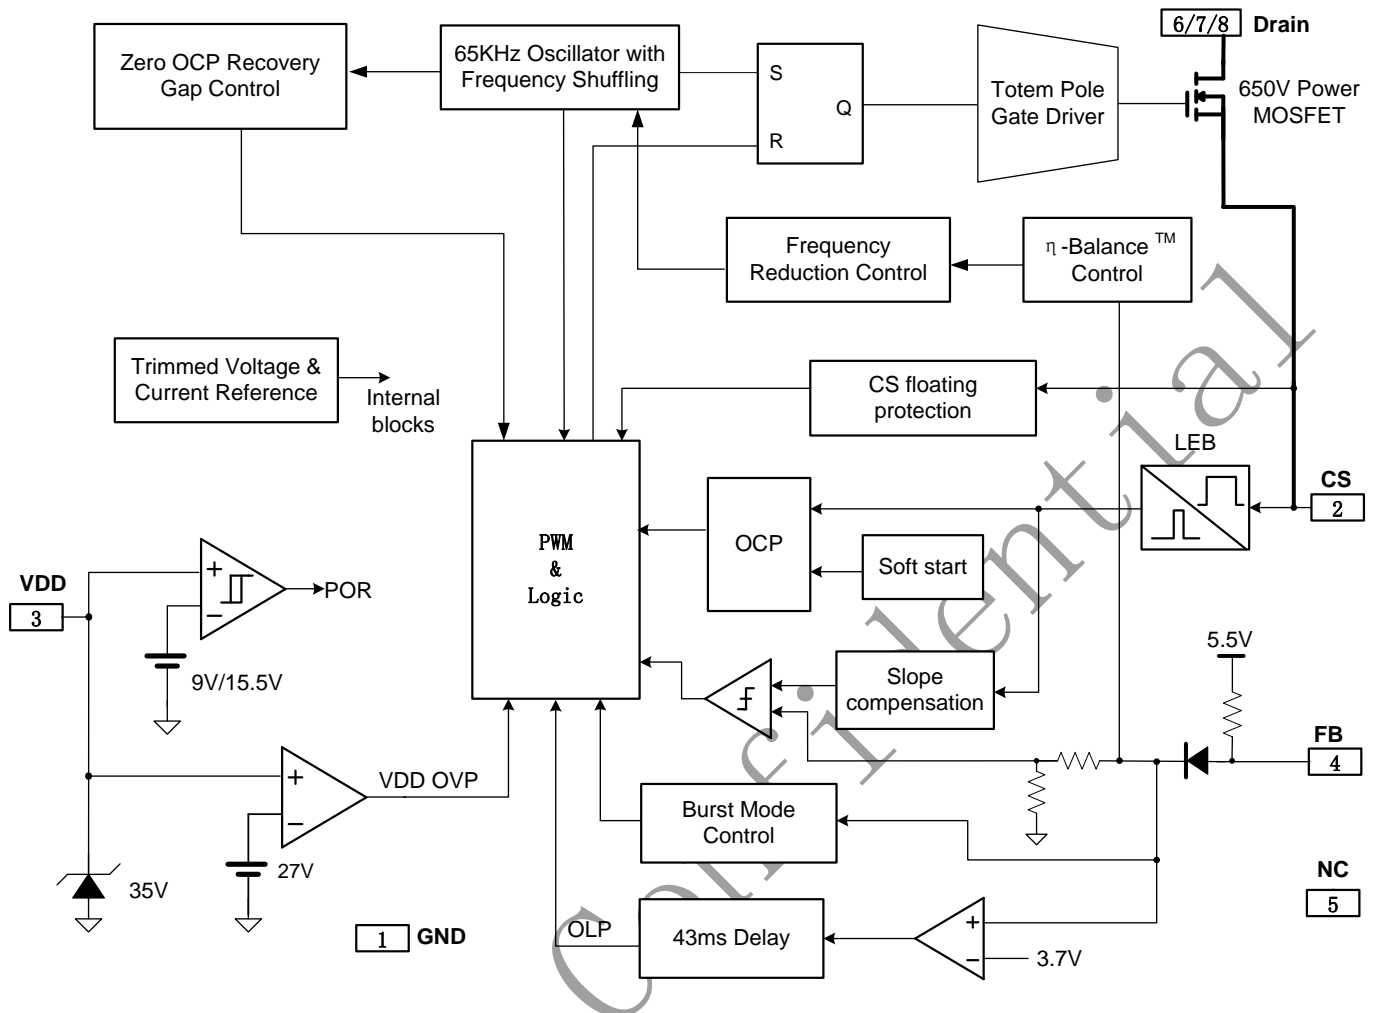 6/7/8 Drain
Zero OCP Recovery
Gap Control
65KHz Oscillator with
Frequency Shuffling
S
R
Q
Totem Pole
Gate Driver
650V Power
MOSFET
Frequency
Reduction Control
η-Balance TM
Control
Trimmed Voltage &
Current Reference
Internal
blocks
CS floating
protection
LEB
CS
2
PWM
&
Logic
OCP
Soft start
VDD
3
+
−
POR
9V/15.5V
Slope
compensation
5.5V
FB
4
+
−
VDD OVP
27V
35V
Burst Mode
Control
NC
5
1 GND
OLP
43ms Delay
+
−
3.7V
Confidential